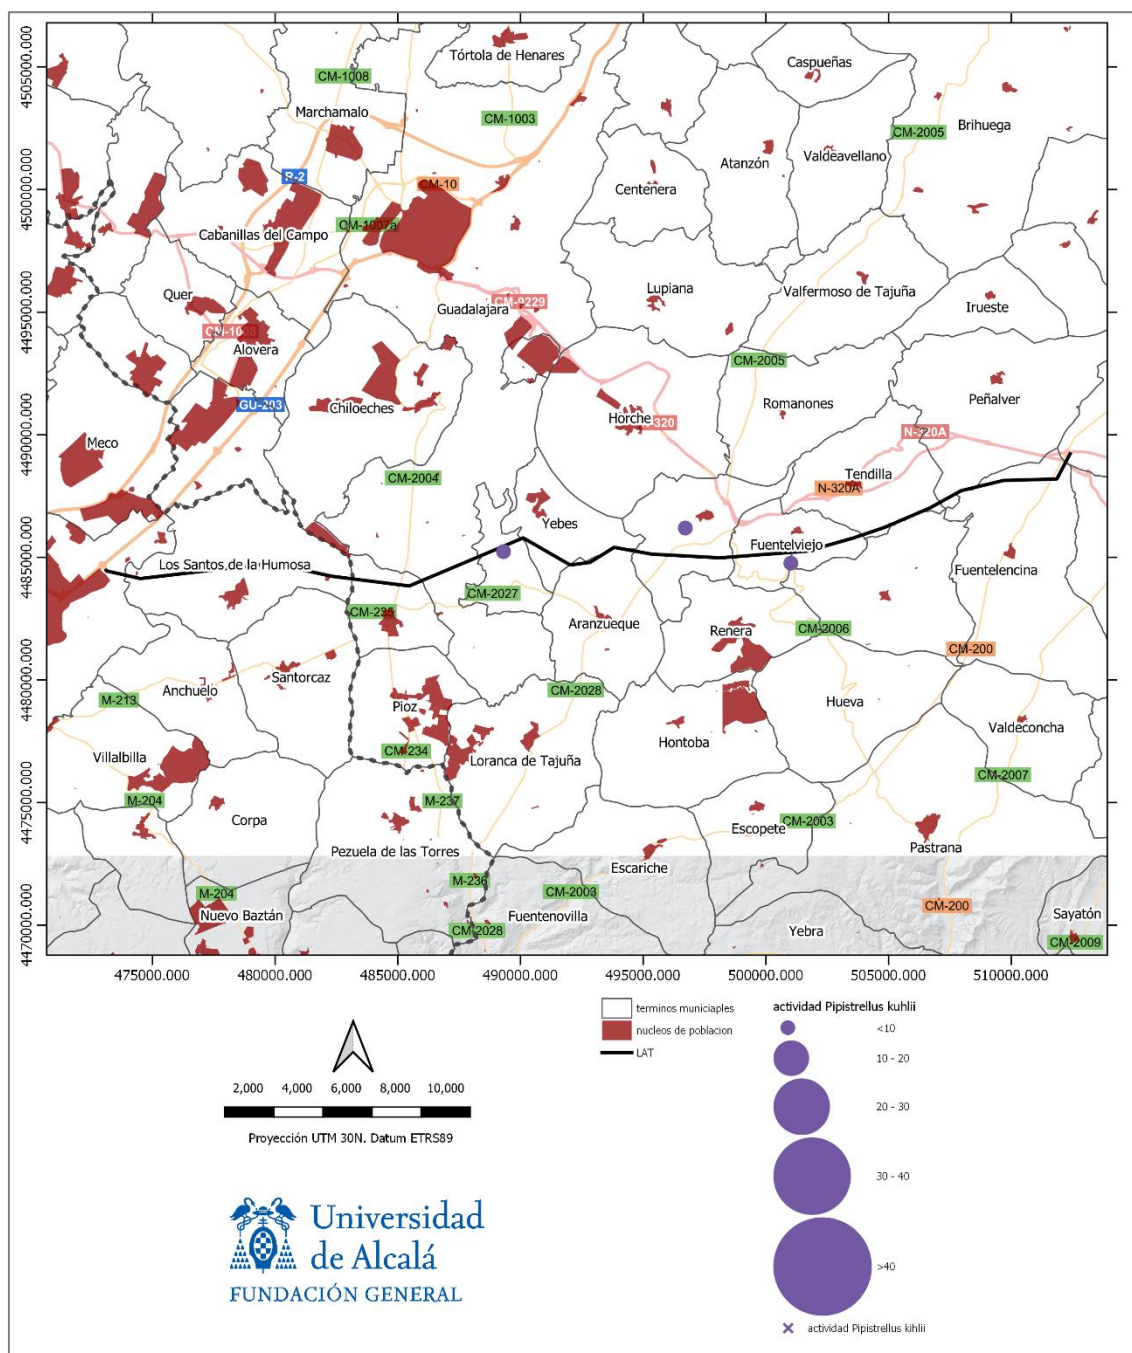 Tórtola de Henares
Caspueñas
4505000.000
CM-1008
Marchamalo
CM-1003
CM-2005
Brihuega
Atanzón
Valdeavellano
R-2
CM-10
Centenera
4500000.000
CM-1007a
Cabanillas del Campo
Quer
Lupiana
Valfermoso de Tajuña
CM-9229
Guadalajara
Irueste
4495000.000
CM-1008
Alovera
CM-2005
Peñalver
Chiloeches
GU-203
Romanones
Horche
320
N-320A
4490000.000
Meco
CM-2004
Tendilla
N-320A
Yebes
Fuentelviejo
4485000.000
Los Santos de la Humosa
Fuentelencina
CM-2027
CM-235
Aranzueque
Renera
CM-2006
CM-200
4480000.000
Anchuelo
Santorcaz
M-213
CM-2028
Pioz
Hueva
Valdeconcha
Hontoba
Villalbilla
CM-234
Loranca de Tajuña
CM-2007
4475000.000
M-204
M-237
Corpa
Escopete
CM-2003
Pastrana
Pezuela de las Torres
Escariche
M-204
M-236
CM-2003
CM-200
Nuevo Baztán
Fuentenovilla
Sayatón
4470000.000
CM-2028
Yebra
CM-2009
475000.000 480000.000 485000.000 490000.000 495000.000 500000.000 505000.000 510000.000
terminos municiaples
nucleos de poblacion
LAT
actividad Pipistrellus kuhlii
<10
10 - 20
20 - 30
30 - 40
>40
actividad Pipistrellus kihlii
2,000 4,000 6,000 8,000 10,000
Proyección UTM 30N. Datum ETRS89
Universidad
de Alcalá
FUNDACIÓN GENERAL